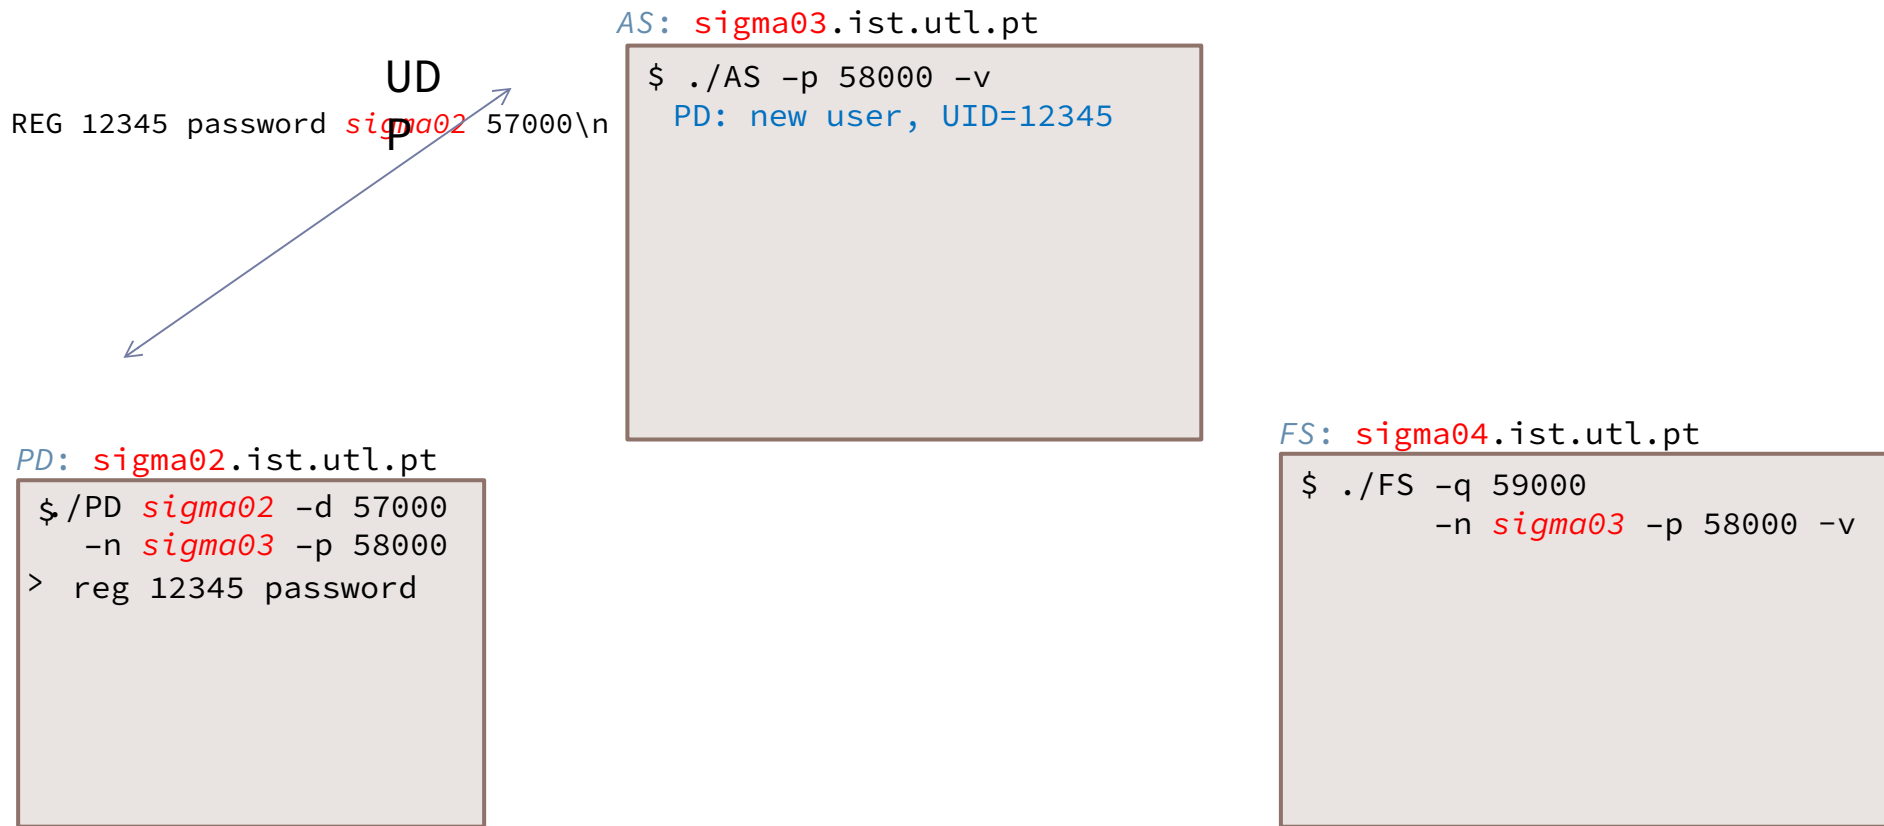 AS: sigma03.ist.utl.pt
UD
P
REG 12345 password sigma02 57000\n
$ ./AS –p 58000 –v
PD: new user, UID=12345
PD: sigma02.ist.utl.pt
$./PD sigma02 –d 57000
–n sigma03 –p 58000
> reg 12345 password
FS: sigma04.ist.utl.pt
$ ./FS –q 59000
–n sigma03 –p 58000 –v